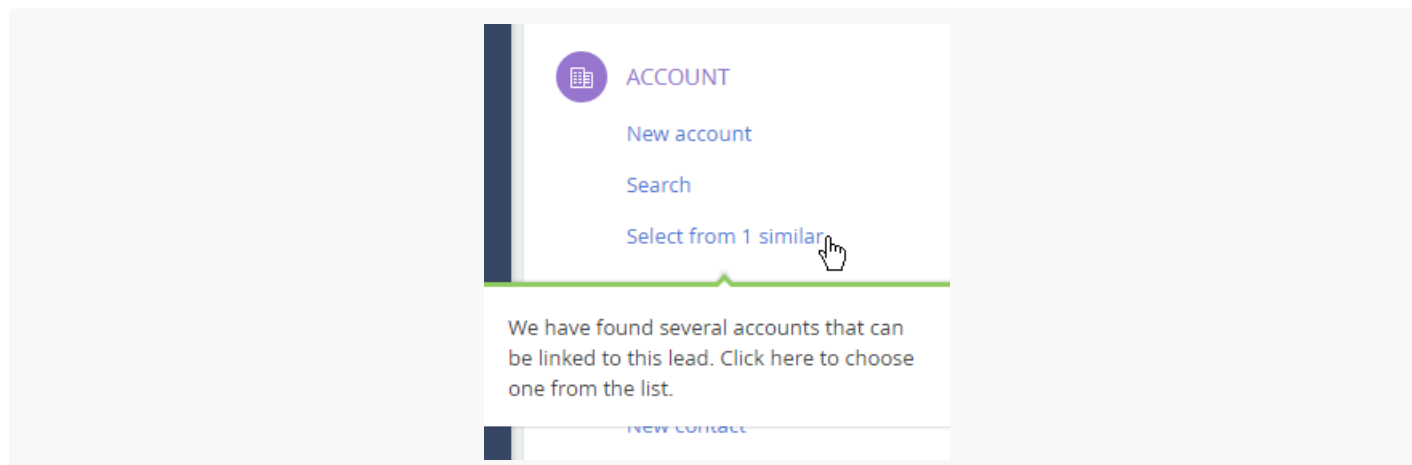 ACCOUNT
New account
Search
Select from 1 similar
We have found several accounts that can
be linked to this lead. Click here to choose
one from the list.
New contact